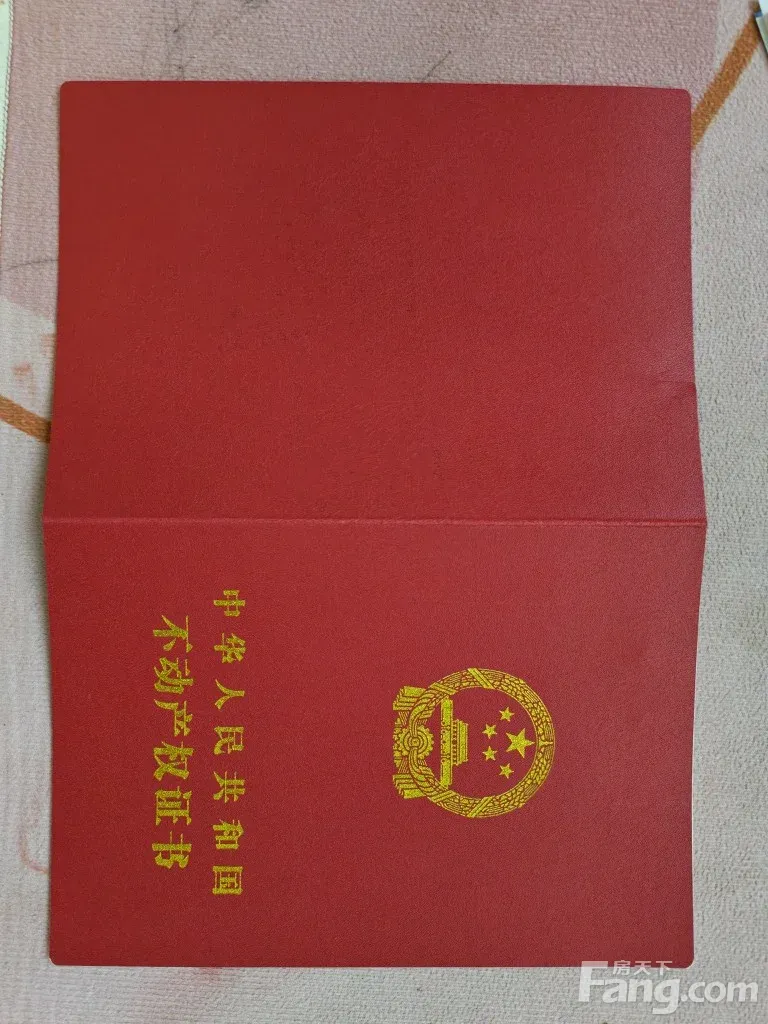 中华人民共和国
不动产权证书
房天下
Fang.com